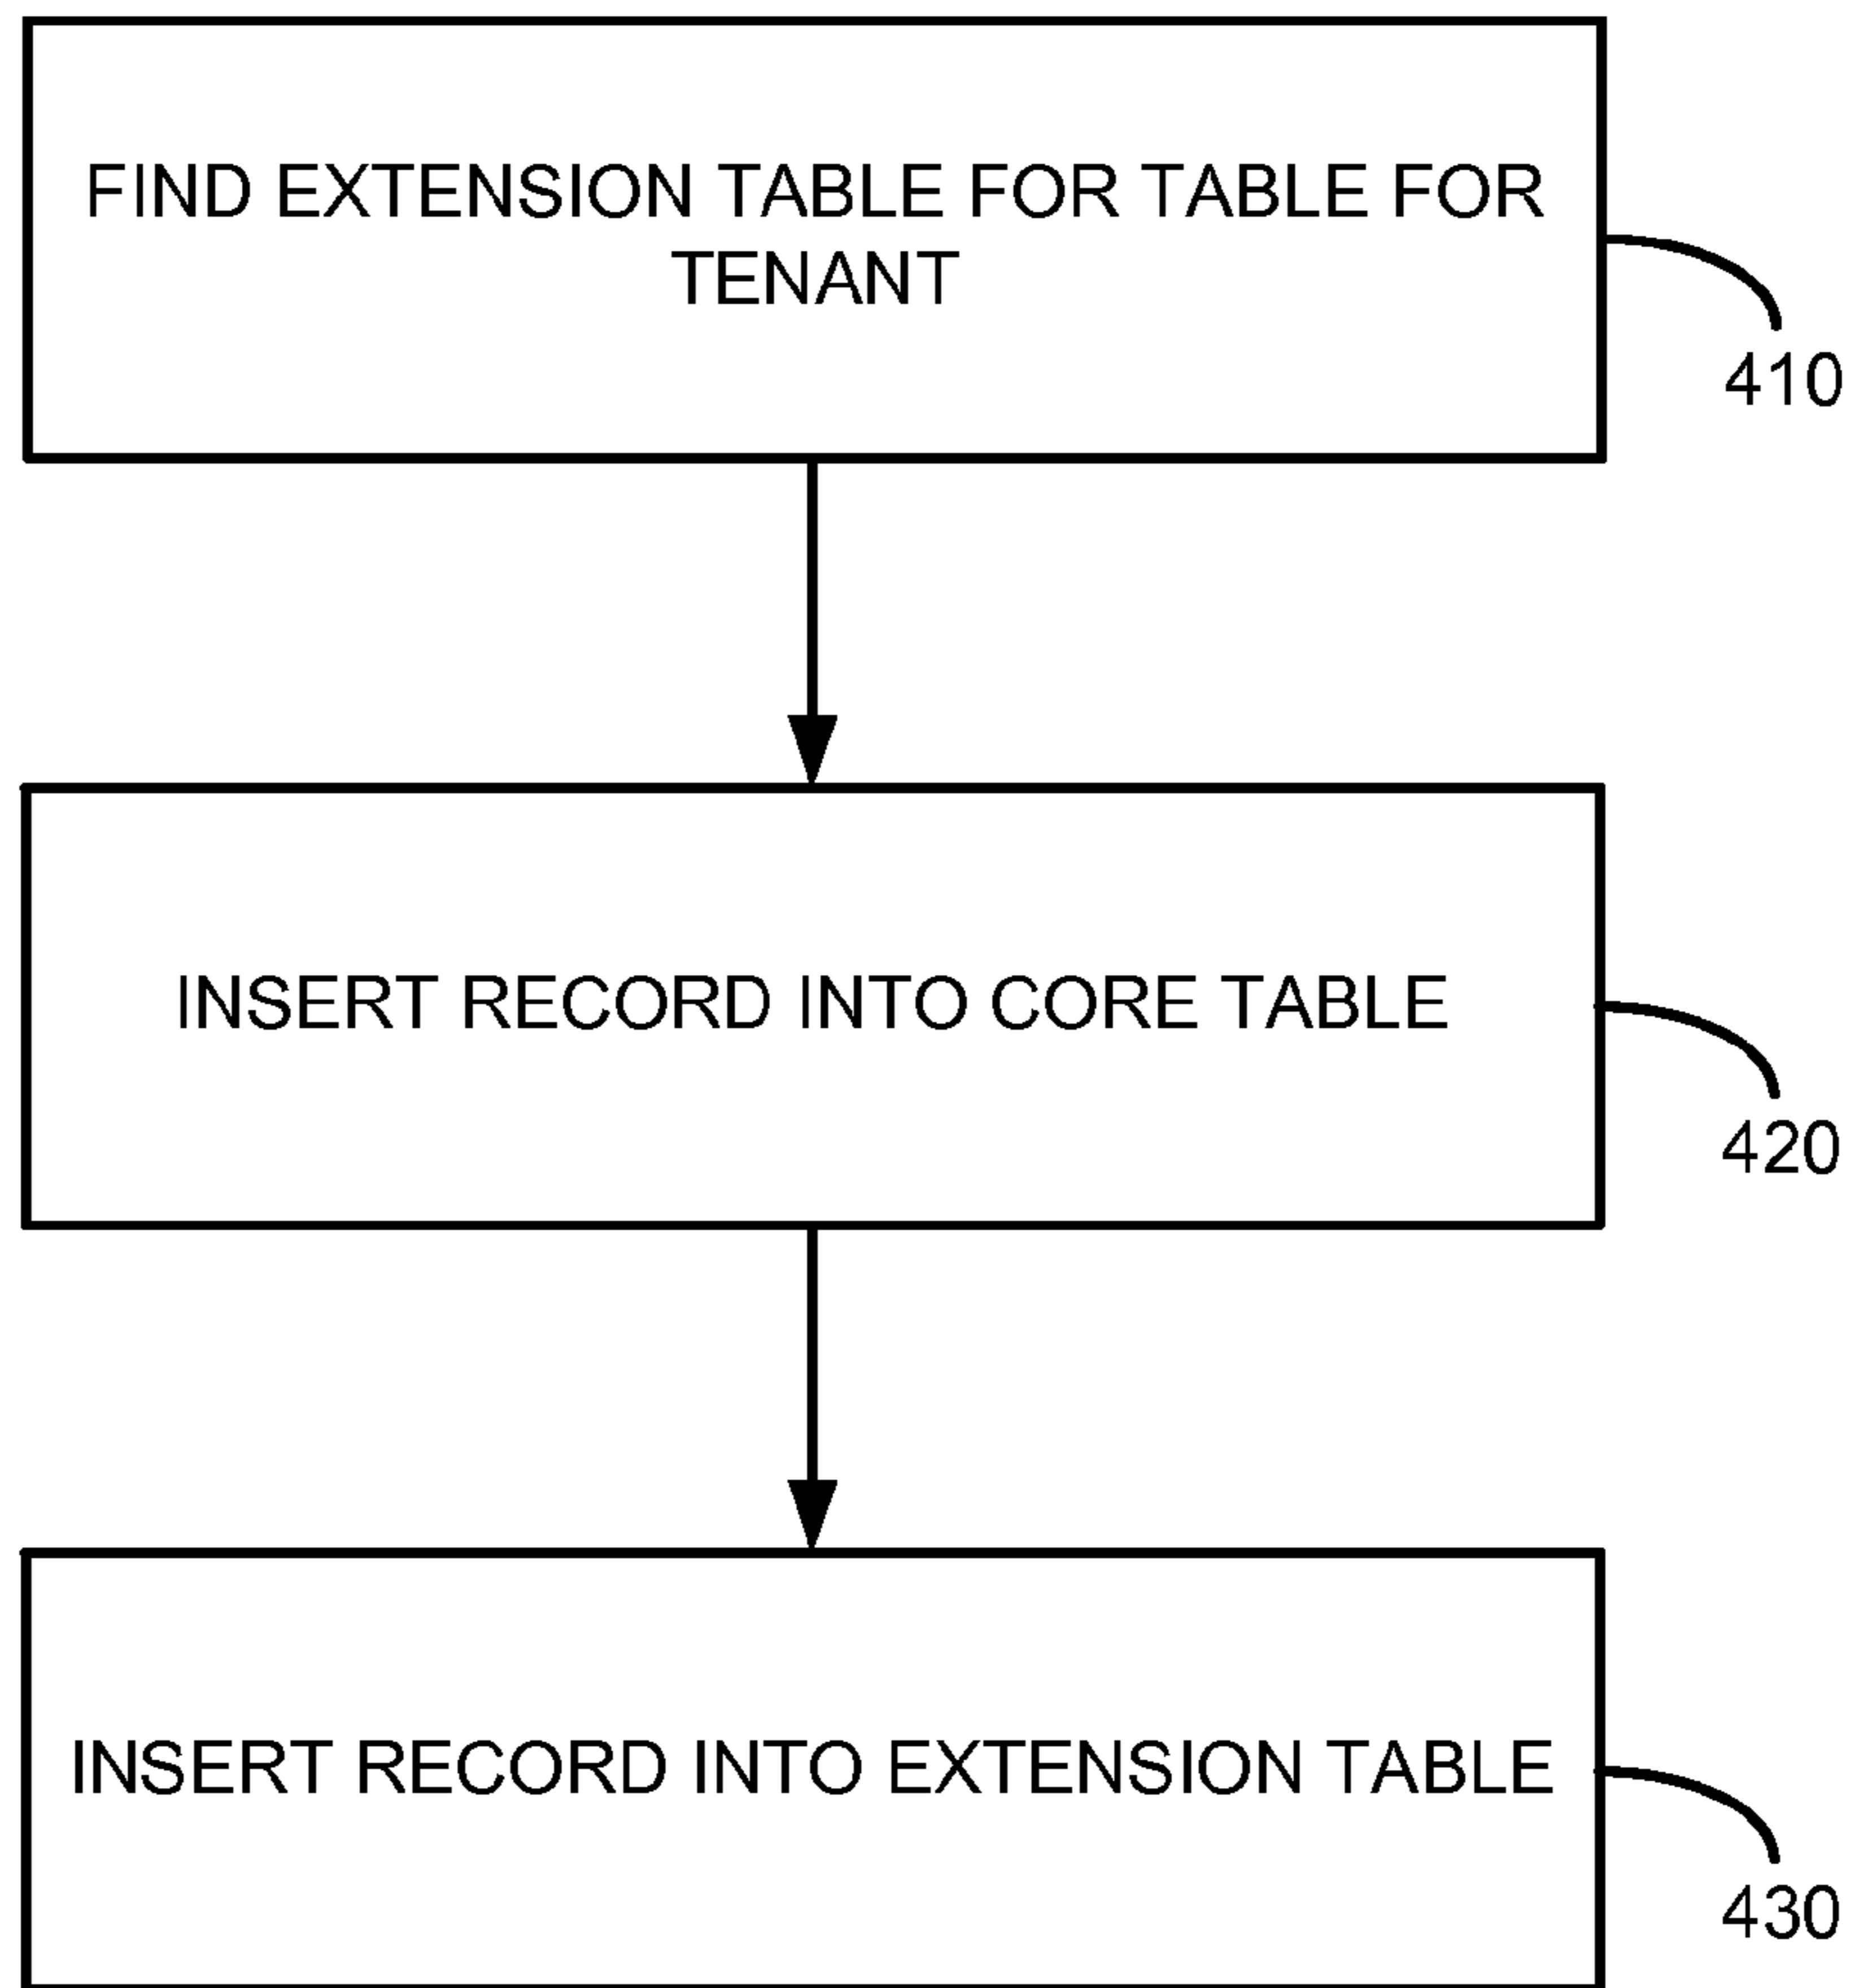 FIND EXTENSION TABLE FOR TABLE FOR
TENANT
410
INSERT RECORD INTO CORE TABLE
420
INSERT RECORD INTO EXTENSION TABLE
430